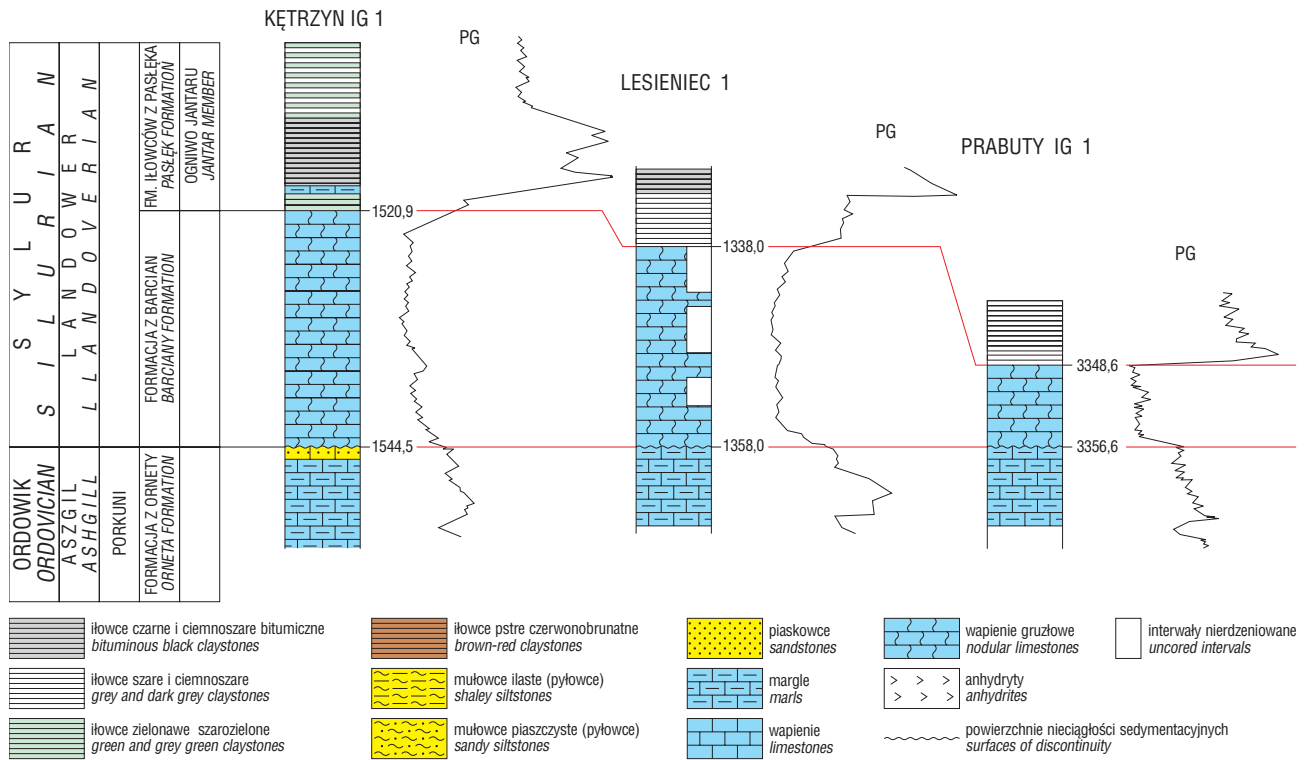 KĘTRZYN IG 1
PG
LESIENIEC 1
PG
PRABUTY IG 1
PG
SYLUR
SILURIAN
LANDOWER
LLANDOVERIAN
FM. IŁOWCÓW Z PASŁĘKA
PASŁĘK FORMATION
OGNIWO JANTARU
JANTAR MEMBER
FORMACJA Z BARCIAN
BARCIANY FORMATION
ORDOWIK
ORDOVICIAN
ASZGIL
ASHGILL
PORKUNI
FORMACJA Z ORNETY
ORNETA FORMATION
1520,9
1338,0
3348,6
1544,5
1358,0
3356,6
iłowce czarne i ciemnoszare bitumiczne
bituminous black claystones
iłowce szare i ciemnoszare
grey and dark grey claystones
iłowce zielonawe szarozielone
green and grey green claystones
iłowce pstre czerwonobrunatne
brown-red claystones
mułowce ilaste (pyłowce)
shaley siltstones
mułowce piaszczyste (pyłowce)
sandy siltstones
piaskowce
sandstones
margle
marls
wapienie
limestones
wapienie gruzłowe
nodular limestones
anhydryty
anhydrites
powierzchnie nieciągłości sedymentacyjnych
surfaces of discontinuity
interwały nierdzeniowane
uncored intervals